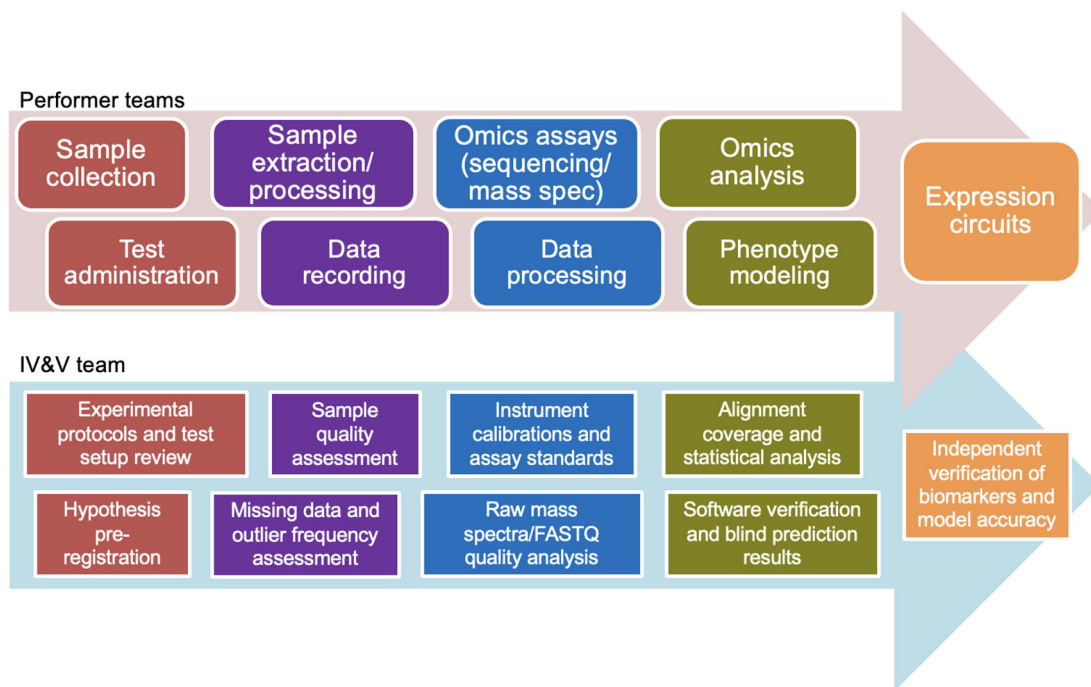 Performer teams
Sample
collection
Sample
extraction/
processing
Omics assays
(sequencing/
mass spec)
Omics
analysis
Test
administration
Data
recording
Data
processing
Phenotype
modeling
Expression
circuits
IV&V team
Experimental
protocols and test
setup review
Sample
quality
assessment
Instrument
calibrations and
assay standards
Alignment
coverage and
statistical analysis
Hypothesis
pre-
registration
Missing data and
outlier frequency
assessment
Raw mass
spectra/FASTQ
quality analysis
Software verification
and blind prediction
results
Independent
verification of
biomarkers and
model accuracy